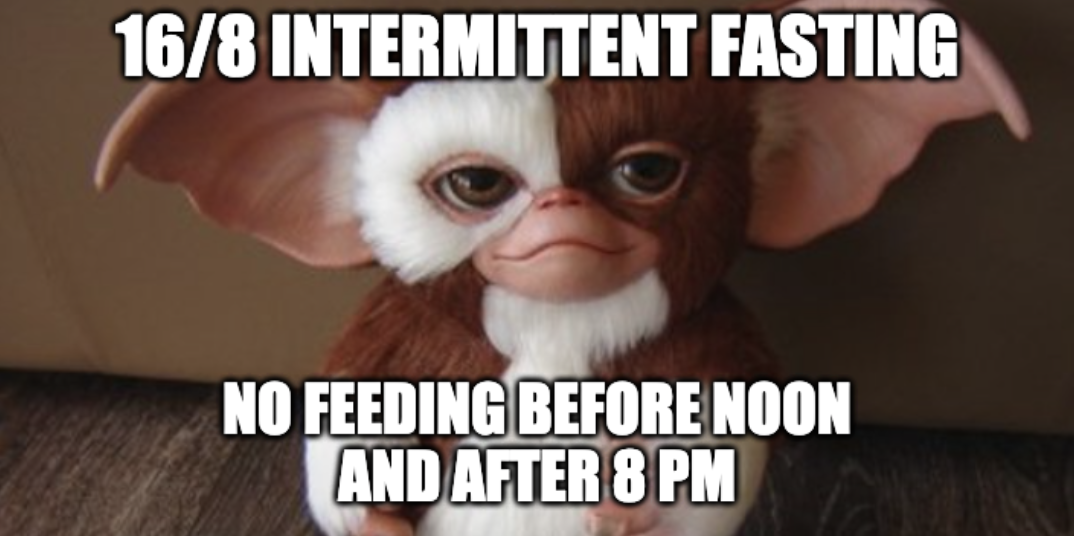 16/8 INTERMITTENT FASTING
NO FEEDING BEFORE NOON
AND AFTER 8 PM